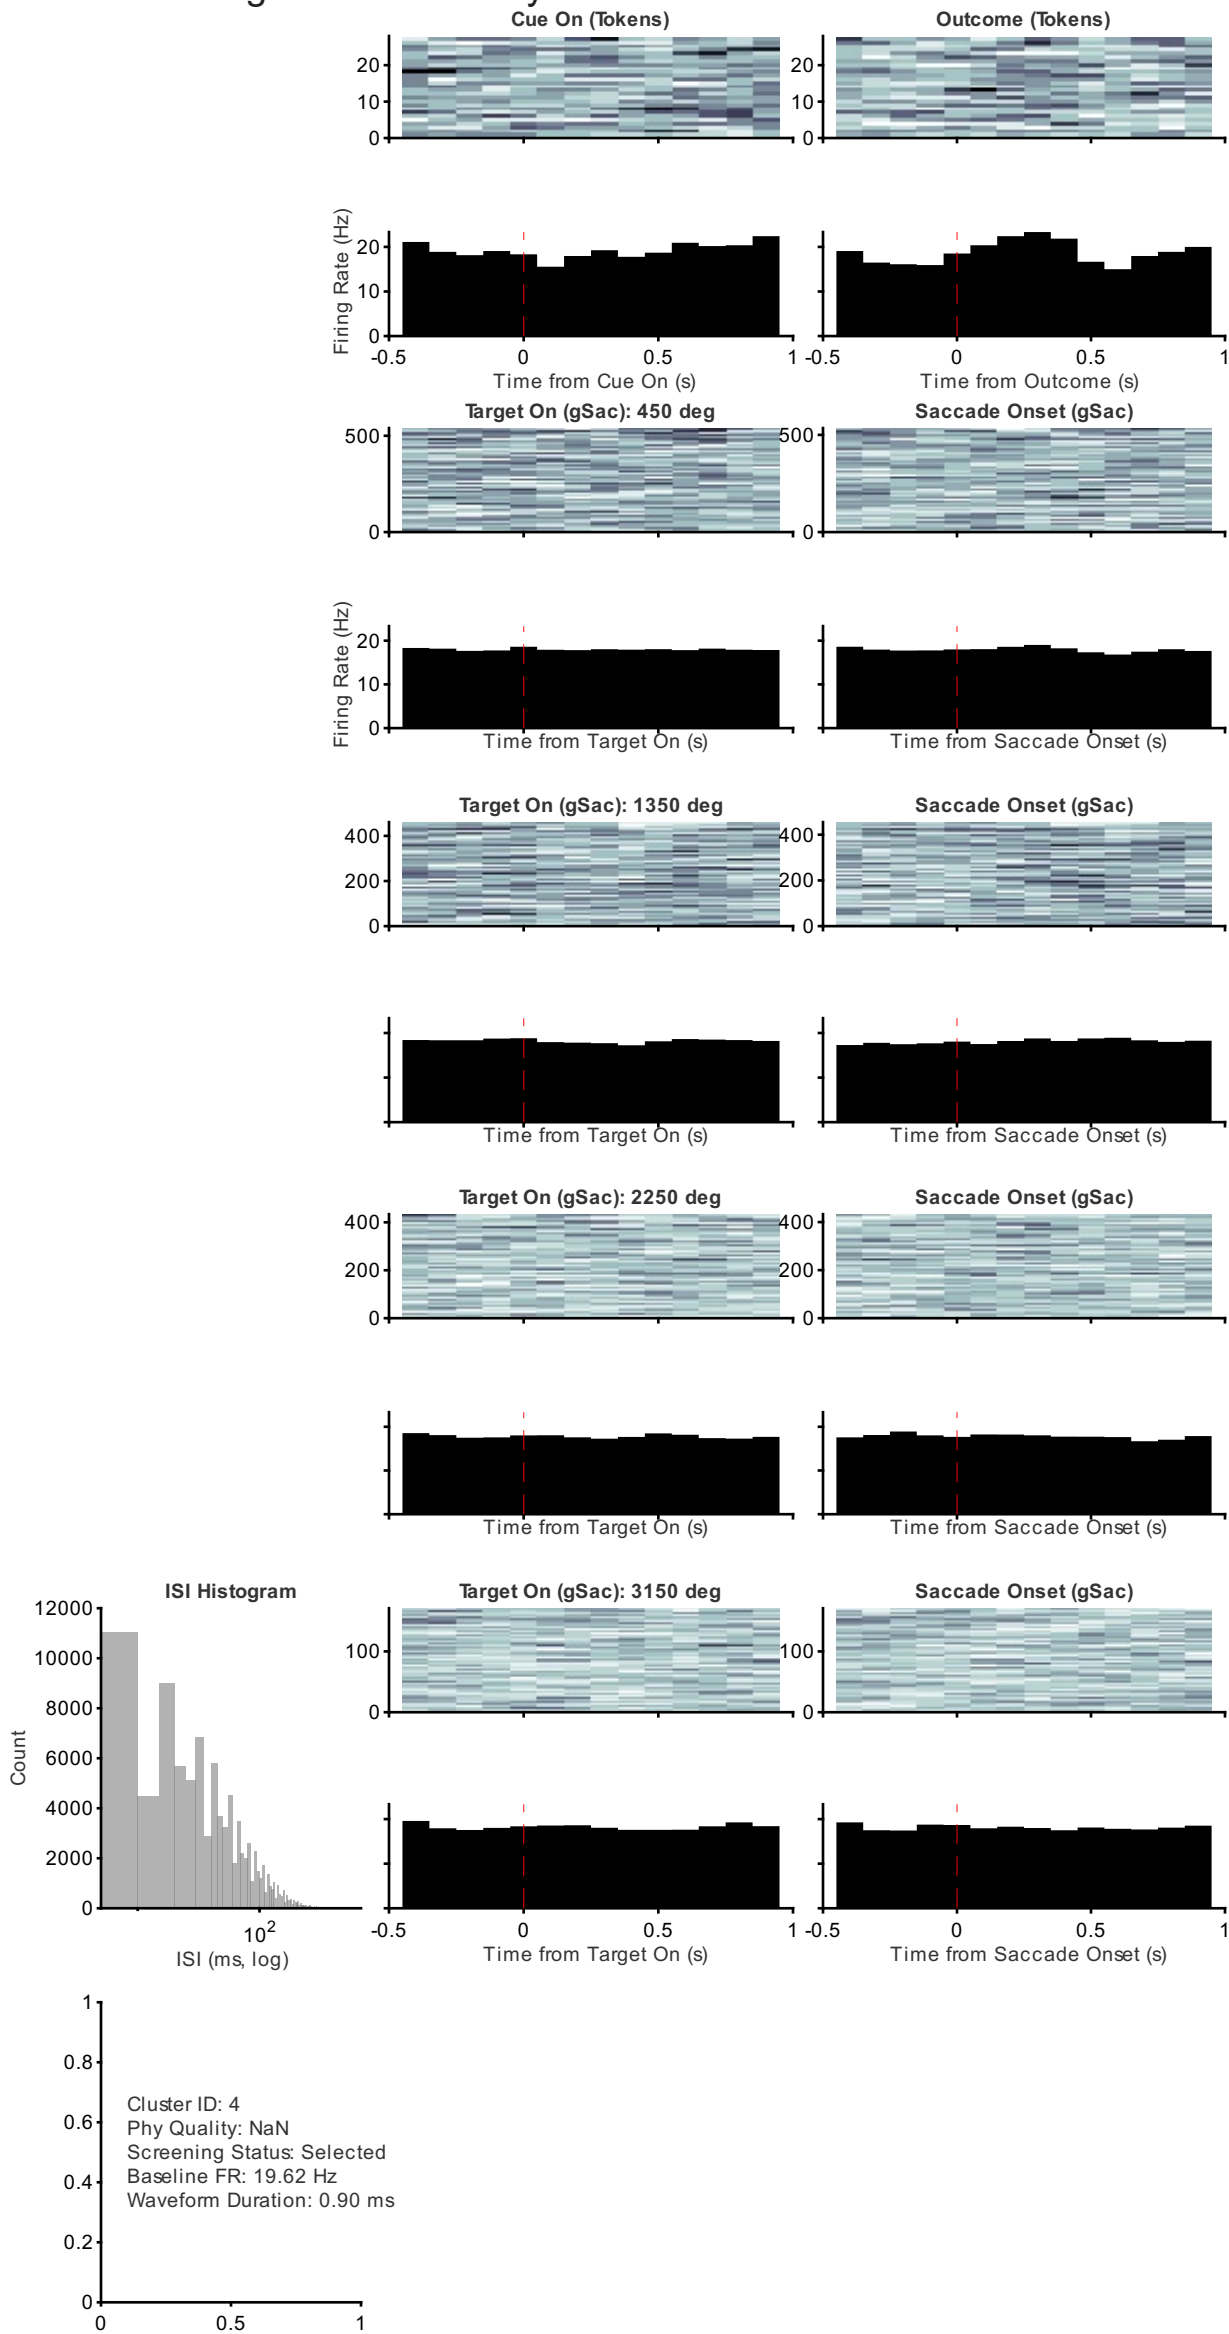 Cue On (Tokens)
Outcome (Tokens)
20
10
0
20
10
0
Firing Rate (Hz)
20
10
0
-0.5
0
0.5
1
-0.5
0
0.5
1
Time from Cue On (s)
Time from Outcome (s)
Target On (gSac): 450 deg
Saccade Onset (gSac)
500
0
500
0
Firing Rate (Hz)
20
10
0
Time from Target On (s)
Time from Saccade Onset (s)
Target On (gSac): 1350 deg
Saccade Onset (gSac)
400
200
0
400
200
0
Time from Target On (s)
Time from Saccade Onset (s)
Target On (gSac): 2250 deg
Saccade Onset (gSac)
400
200
0
400
200
0
Time from Target On (s)
Time from Saccade Onset (s)
ISI Histogram
12000
10000
8000
6000
4000
2000
0
Count
10^2
ISI (ms, log)
Target On (gSac): 3150 deg
Saccade Onset (gSac)
100
0
100
0
-0.5
0
0.5
1
-0.5
0
0.5
1
Time from Target On (s)
Time from Saccade Onset (s)
1
0.8
0.6
0.4
0.2
0
Cluster ID: 4
Phy Quality: NaN
Screening Status: Selected
Baseline FR: 19.62 Hz
Waveform Duration: 0.90 ms
0
0.5
1